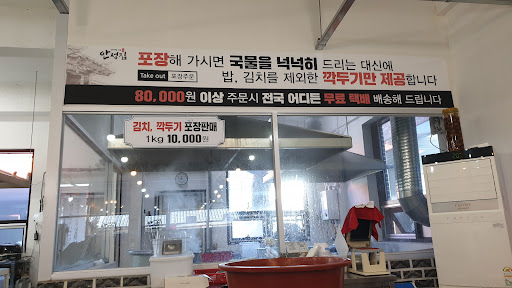 안성집
포장해 가시면 국물을 넉넉히 드리는 대신에
Take out 포장주문
밥, 김치를 제외한 깍두기만 제공합니다
80,000원 이상 주문시 전국 어디든 무료 택배 배송해 드립니다
김치, 깍두기 포장판매
1kg 10,000원